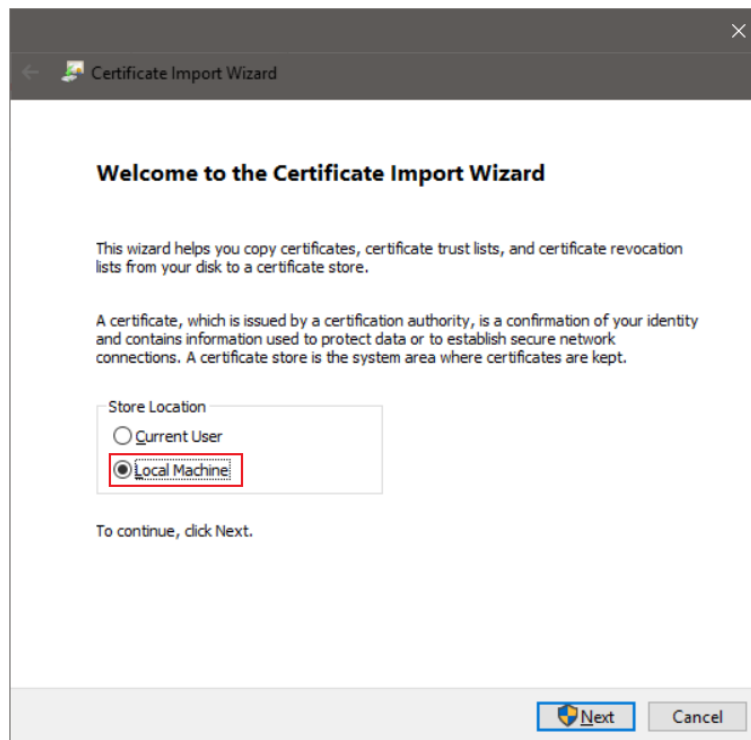 Certificate Import Wizard
Welcome to the Certificate Import Wizard
This wizard helps you copy certificates, certificate trust lists, and certificate revocation
lists from your disk to a certificate store.
A certificate, which is issued by a certification authority, is a confirmation of your identity
and contains information used to protect data or to establish secure network
connections. A certificate store is the system area where certificates are kept.
Store Location
Current User
Local Machine
To continue, click Next.
Next
Cancel